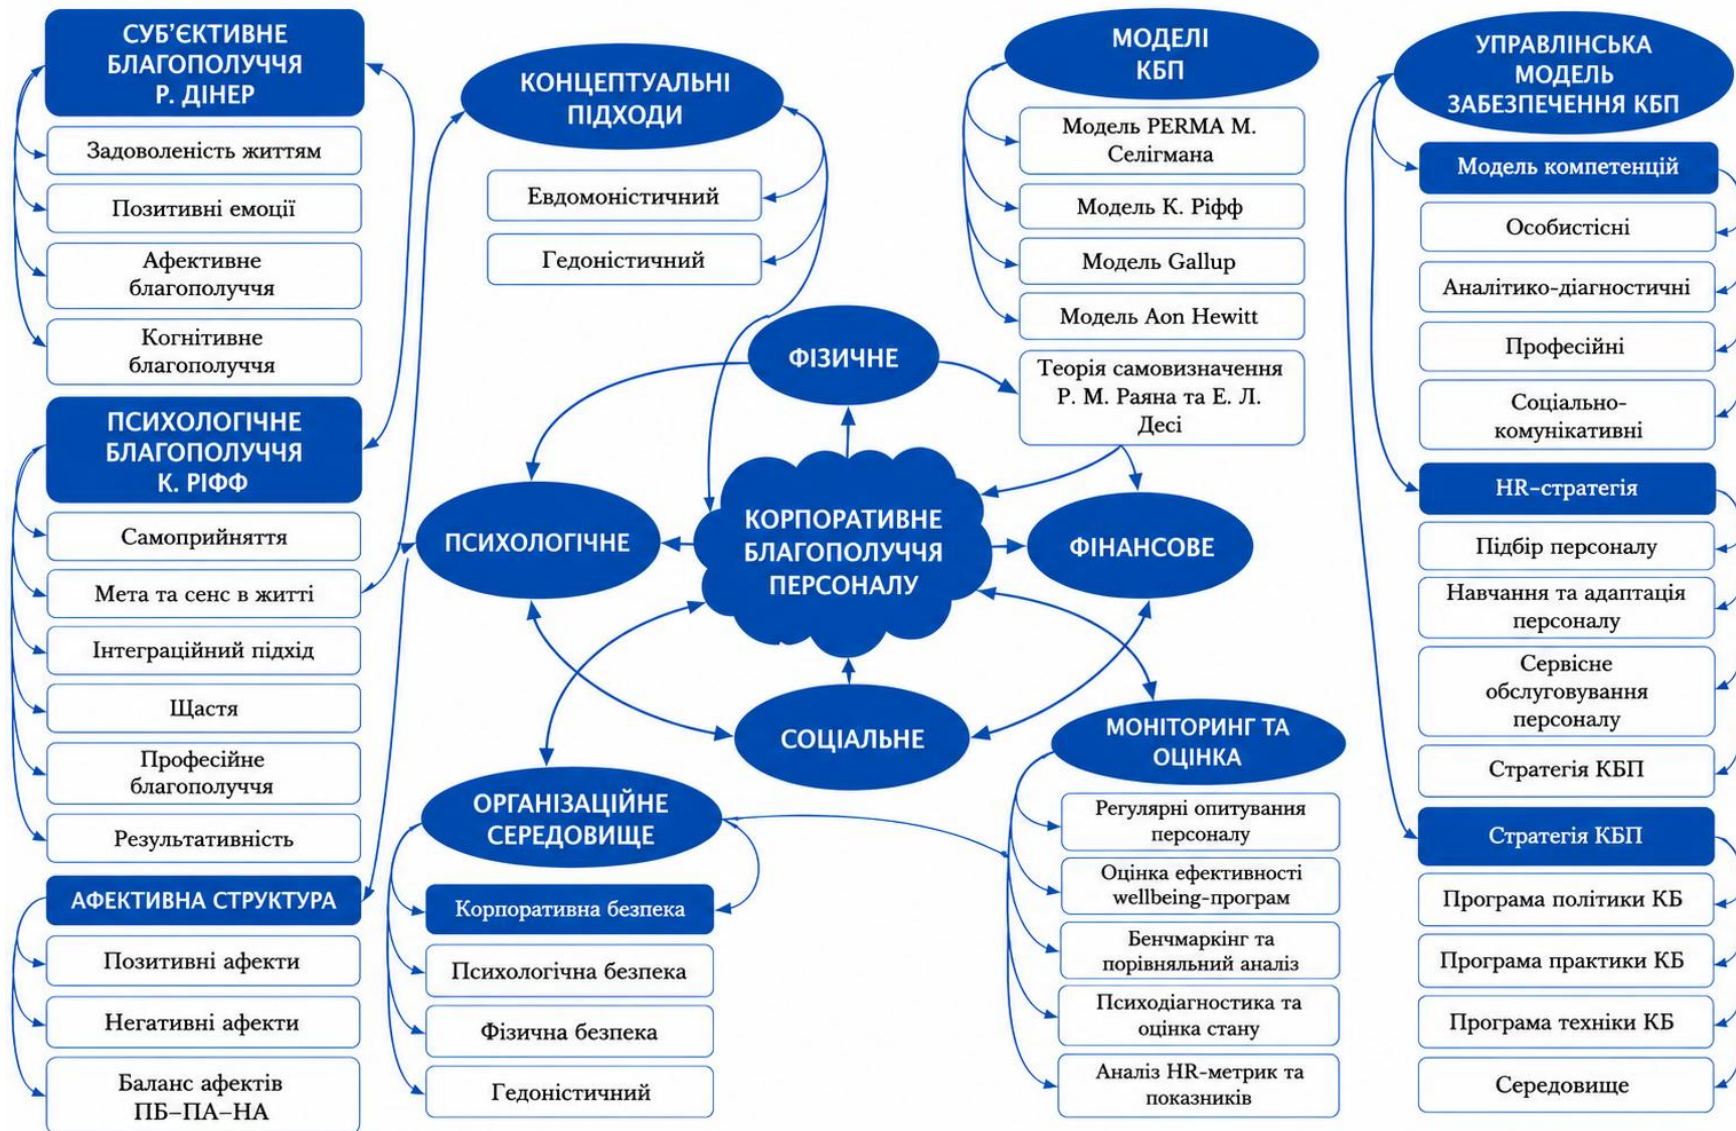 СУБ’ЄКТИВНЕ
БЛАГОПОЛУЧЧЯ
Р. ДІНЕР
Задоволеність життям
Позитивні емоції
Афективне
благополуччя
Когнітивне
благополуччя
ПСИХОЛОГІЧНЕ
БЛАГОПОЛУЧЧЯ
К. РІФФ
Самоприйняття
Мета та сенс в житті
Інтеграційний підхід
Щастя
Професійне
благополуччя
Результативність
АФЕКТИВНА СТРУКТУРА
Позитивні афекти
Негативні афекти
Баланс афектів
ПБ–ПА–НА
КОНЦЕПТУАЛЬНІ
ПІДХОДИ
Евдомоністичний
Гедоністичний
ФІЗИЧНЕ
ПСИХОЛОГІЧНЕ
КОРПОРАТИВНЕ
БЛАГОПОЛУЧЧЯ
ПЕРСОНАЛУ
ФІНАНСОВЕ
СОЦІАЛЬНЕ
ОРГАНІЗАЦІЙНЕ
СЕРЕДОВИЩЕ
Корпоративна безпека
Психологічна безпека
Фізична безпека
Гедоністичний
МОДЕЛІ
КБП
Модель PERMA М.
Селігмана
Модель К. Ріфф
Модель Gallup
Модель Aon Hewitt
Теорія самовизначення
Р. М. Раяна та Е. Л.
Десі
МОНІТОРИНГ ТА
ОЦІНКА
Регулярні опитування
персоналу
Оцінка ефективності
wellbeing-програм
Бенчмаркінг та
порівняльний аналіз
Психодіагностика та
оцінка стану
Аналіз HR-метрик та
показників
УПРАВЛІНСЬКА
МОДЕЛЬ
ЗАБЕЗПЕЧЕННЯ КБП
Модель компетенцій
Особистісні
Аналітико-діагностичні
Професійні
Соціально-
комунікативні
HR–стратегія
Підбір персоналу
Навчання та адаптація
персоналу
Сервісне
обслуговування
персоналу
Стратегія КБП
Стратегія КБП
Програма політики КБ
Програма практики КБ
Програма техніки КБ
Середовище